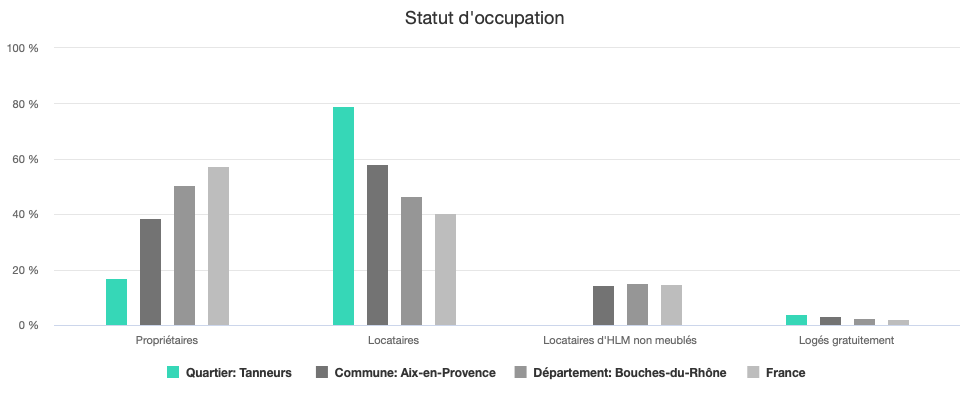 Statut d'occupation
100 %
80 %
60 %
40 %
20 %
0 %
Propriétaires Locataires Locataires d'HLM non meublés Logés gratuitement
Quartier: Tanneurs Commune: Aix-en-Provence Département: Bouches-du-Rhône France